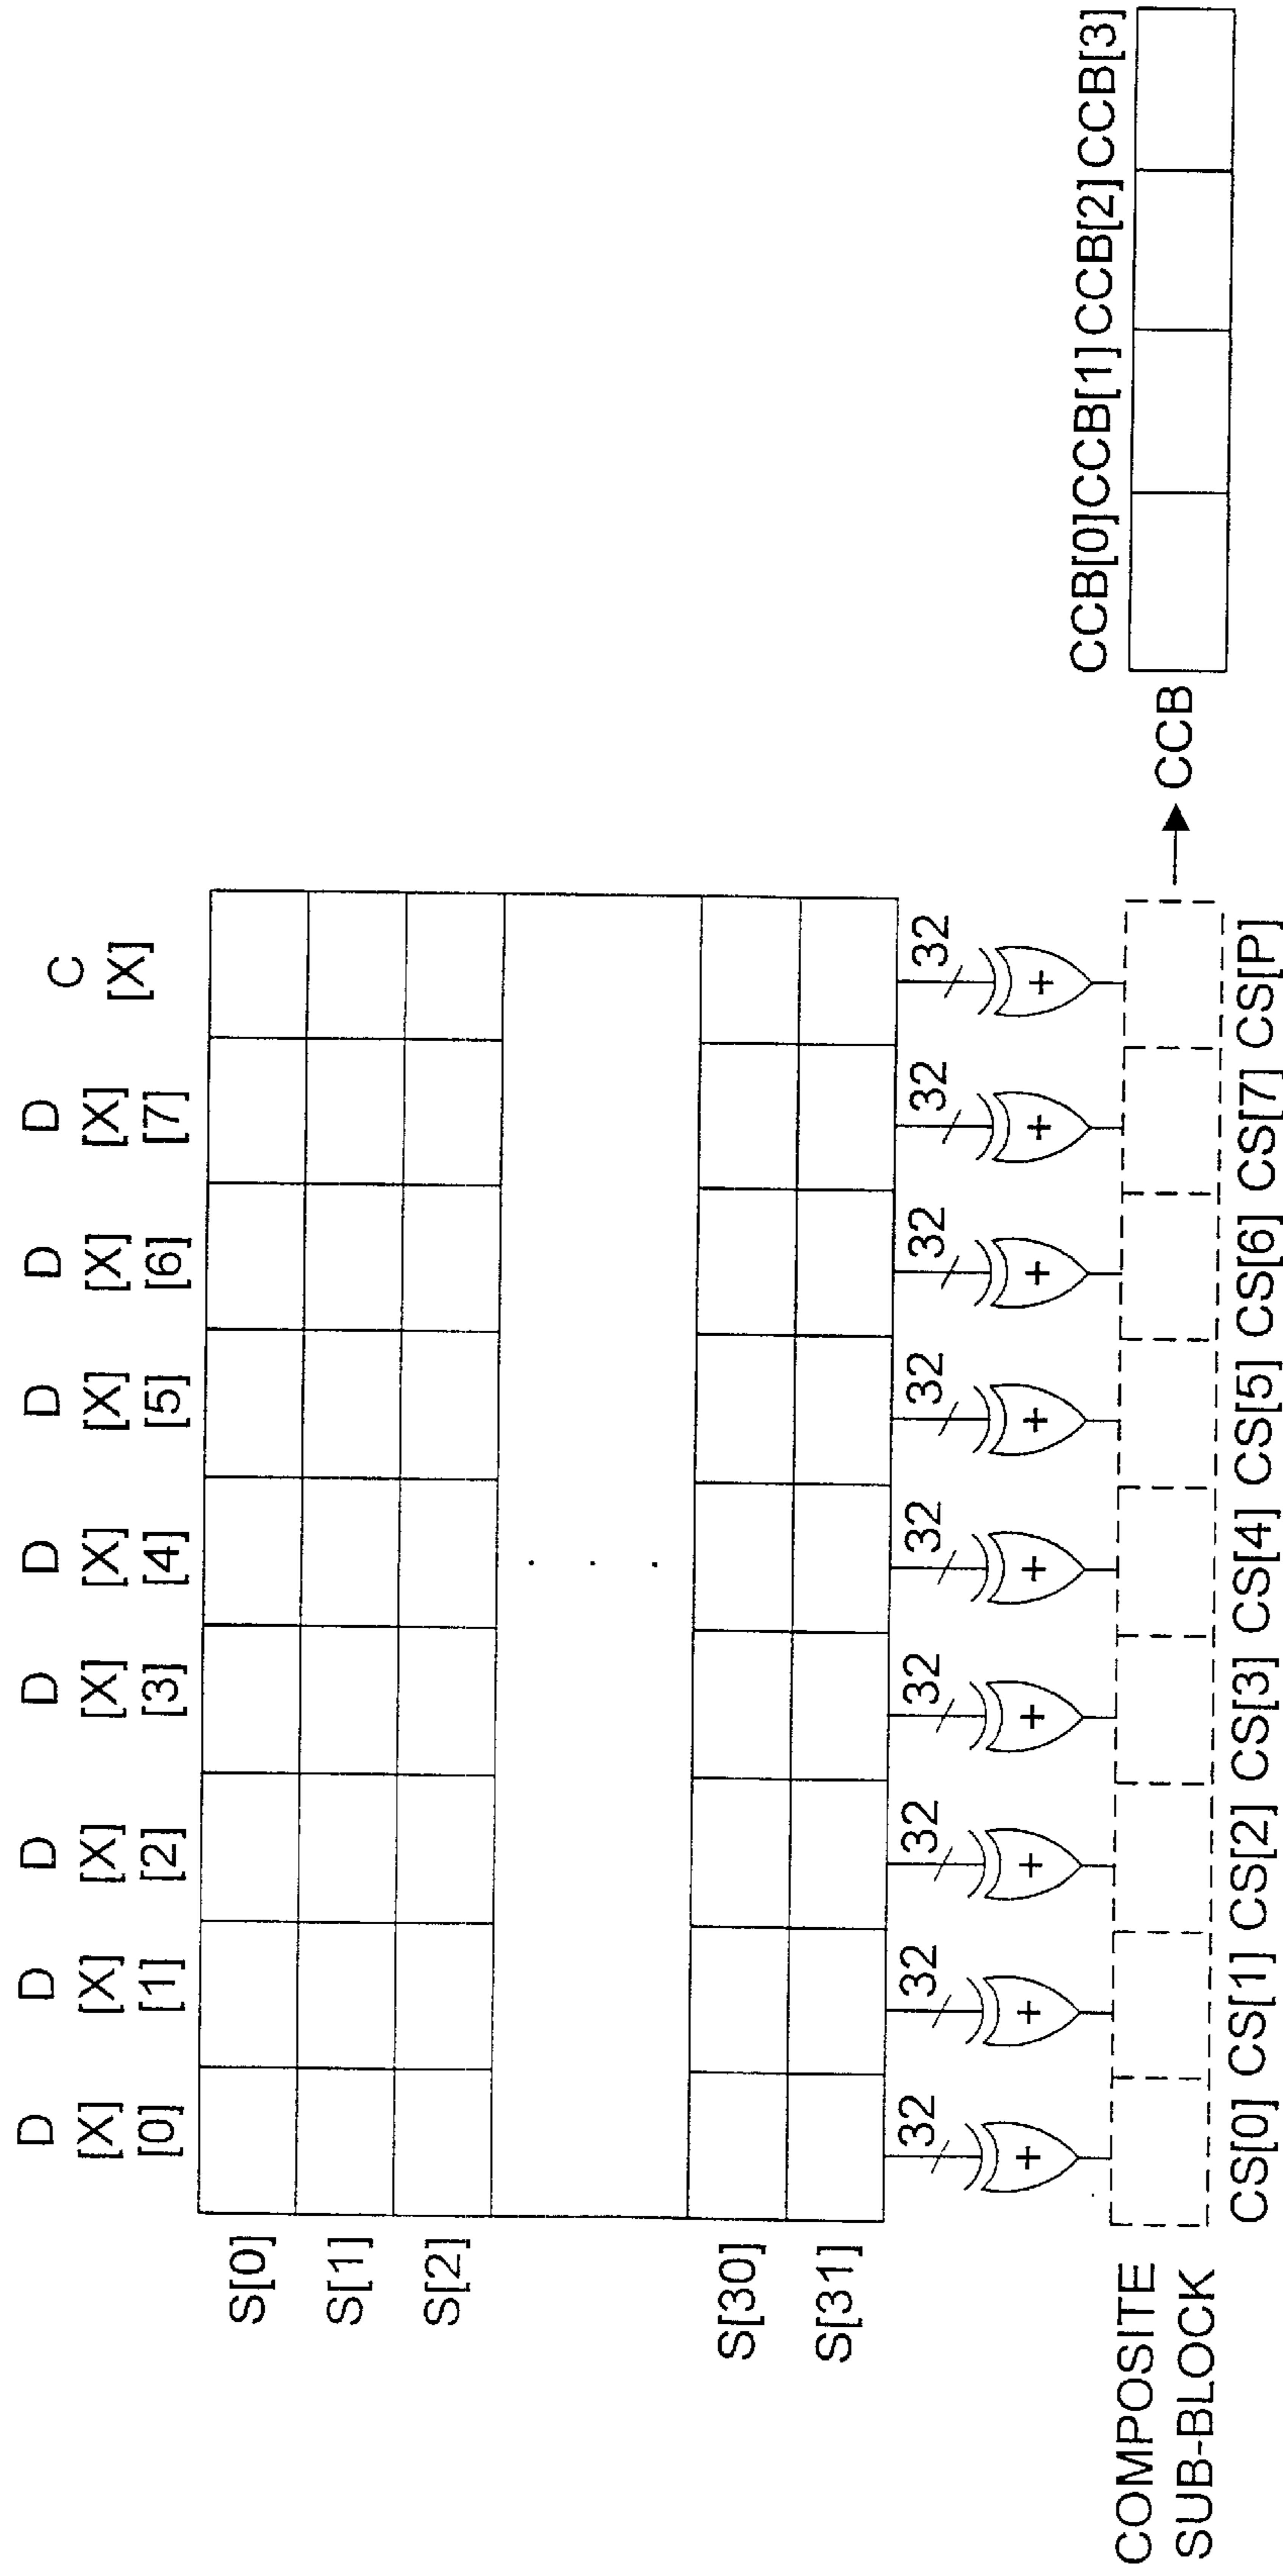 D D D D D D D D C
[X] [X] [X] [X] [X] [X] [X] [X] [X]
[0] [1] [2] [3] [4] [5] [6] [7]
S[0]
S[1]
S[2]
. . .
S[30]
S[31]
32 32 32 32 32 32 32 32 32
+ + + + + + + + +
COMPOSITE
SUB-BLOCK
CS[0] CS[1] CS[2] CS[3] CS[4] CS[5] CS[6] CS[7] CS[P]
CCB
CCB[0] CCB[1] CCB[2] CCB[3]